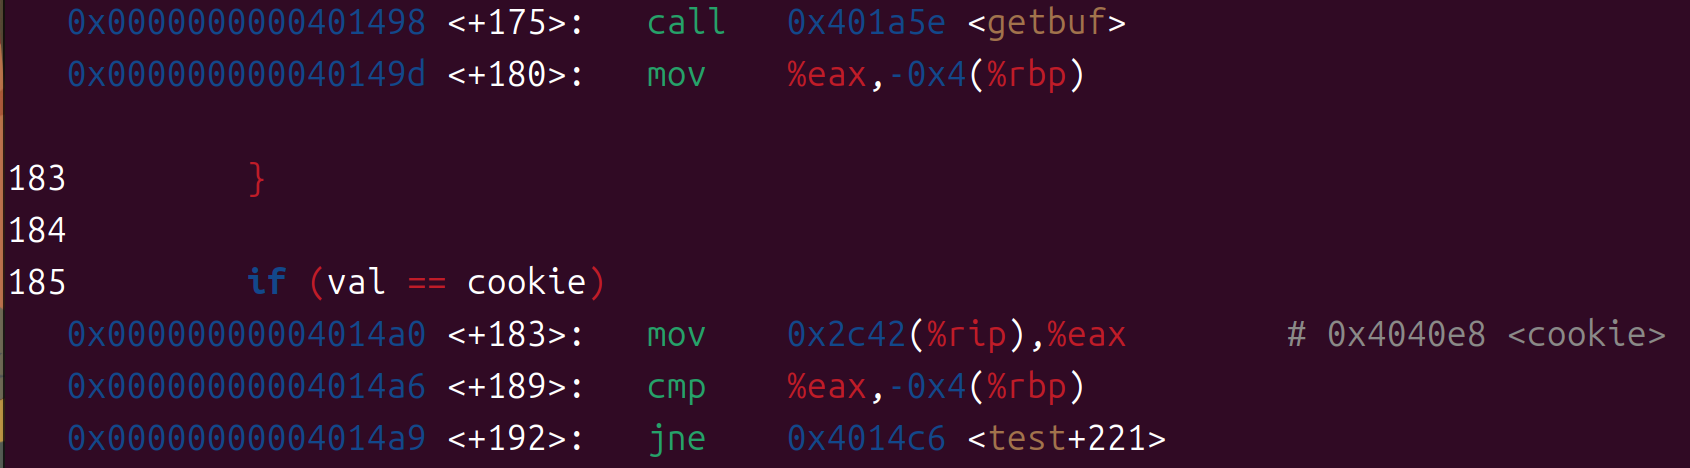 0x0000000000401498 <+175>:   call   0x401a5e <getbuf>
0x000000000040149d <+180>:   mov    %eax,-0x4(%rbp)
183         }
184
185         if (val == cookie)
0x00000000004014a0 <+183>:   mov    0x2c42(%rip),%eax        # 0x4040e8 <cookie>
0x00000000004014a6 <+189>:   cmp    %eax,-0x4(%rbp)
0x00000000004014a9 <+192>:   jne    0x4014c6 <test+221>